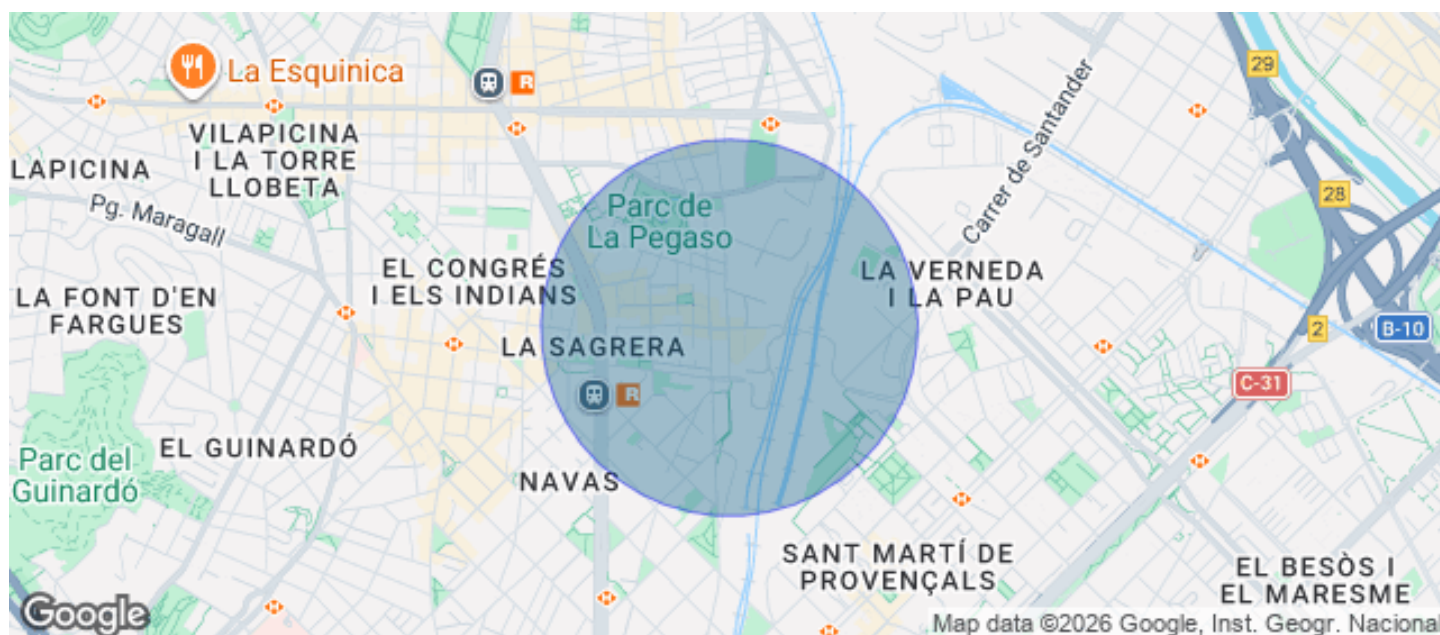 La Esquinica
R
29
VILAPICINA
I LA TORRE
LLOBETA
LAPICINA
Pg. Maragall
Parc de
La Pegaso
Carrer de Santander
28
EL CONGRÉS
I ELS INDIANS
LA VERNEDA
I LA PAU
LA FONT D'EN
FARGUES
LA SAGRERA
2
B-10
R
C-31
EL GUINARDÓ
Parc del
Guinardó
NAVAS
SANT MARTÍ DE
PROVENÇALS
EL BESÒS I
EL MARESME
Google
Map data ©2026 Google, Inst. Geogr. Nacional